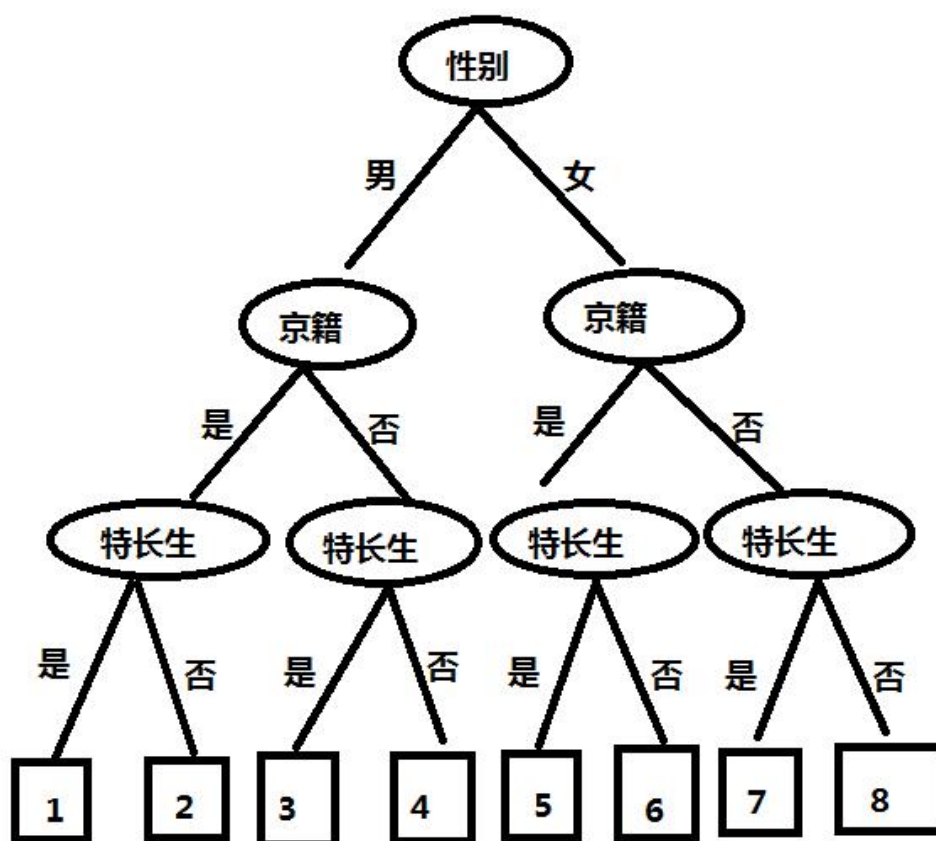 性别
男 女
京籍 京籍
是 否 是 否
特长生 特长生 特长生 特长生
是 否 是 否 是 否 是 否
1 2 3 4 5 6 7 8